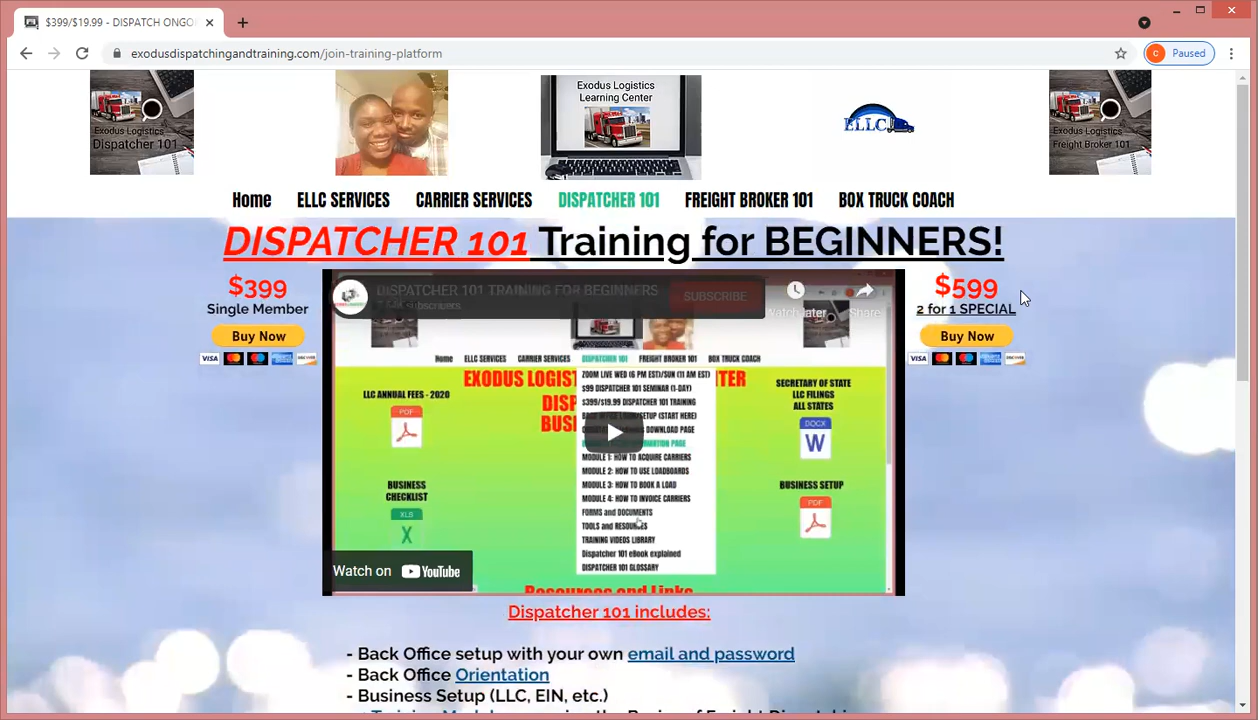 $399/$19.99 - DISPATCH ONGO
exodusdispatchingandtraining.com/join-training-platform
C Paused
Exodus Logistics
Dispatcher 101
Exodus Logistics
Learning Center
ELLC
Exodus Logistics
Freight Broker 101
Home ELLC SERVICES CARRIER SERVICES DISPATCHER 101 FREIGHT BROKER 101 BOX TRUCK COACH
DISPATCHER 101 Training for BEGINNERS!
$399
Single Member
Buy Now
VISA
DISPATCHER 101 TRAINING FOR BEGINNERS
subscribers
SUBSCRIBE
Watch later
Share
Home ELLC SERVICES CARRIER SERVICES DISPATCHER 101 FREIGHT BROKER 101 BOX TRUCK COACH
EXODUS LOGIST TER
DISP
BUSI
ZOOM LIVE WED (6 PM EST)/SUN (11 AM EST)
$99 DISPATCHER 101 SEMINAR (1-DAY)
$399/$19.99 DISPATCHER 101 TRAINING
DOWNLOAD PAGE
MODULE 1: HOW TO ACQUIRE CARRIERS
MODULE 2: HOW TO USE LOADBOARDS
MODULE 3: HOW TO BOOK A LOAD
MODULE 4: HOW TO INVOICE CARRIERS
FORMS and DOCUMENTS
TOOLS and RESOURCES
TRAINING VIDEOS LIBRARY
Dispatcher 101 eBook explained
DISPATCHER 101 GLOSSARY
LLC ANNUAL FEES - 2020
PDF
BUSINESS
CHECKLIST
XLS
X
SECRETARY OF STATE
LLC FILINGS
ALL STATES
DOCX
W
BUSINESS SETUP
PDF
Resources and Links
Watch on YouTube
$599
2 for 1 SPECIAL
Buy Now
VISA
Dispatcher 101 includes:
- Back Office setup with your own email and password
- Back Office Orientation
- Business Setup (LLC, EIN, etc.)